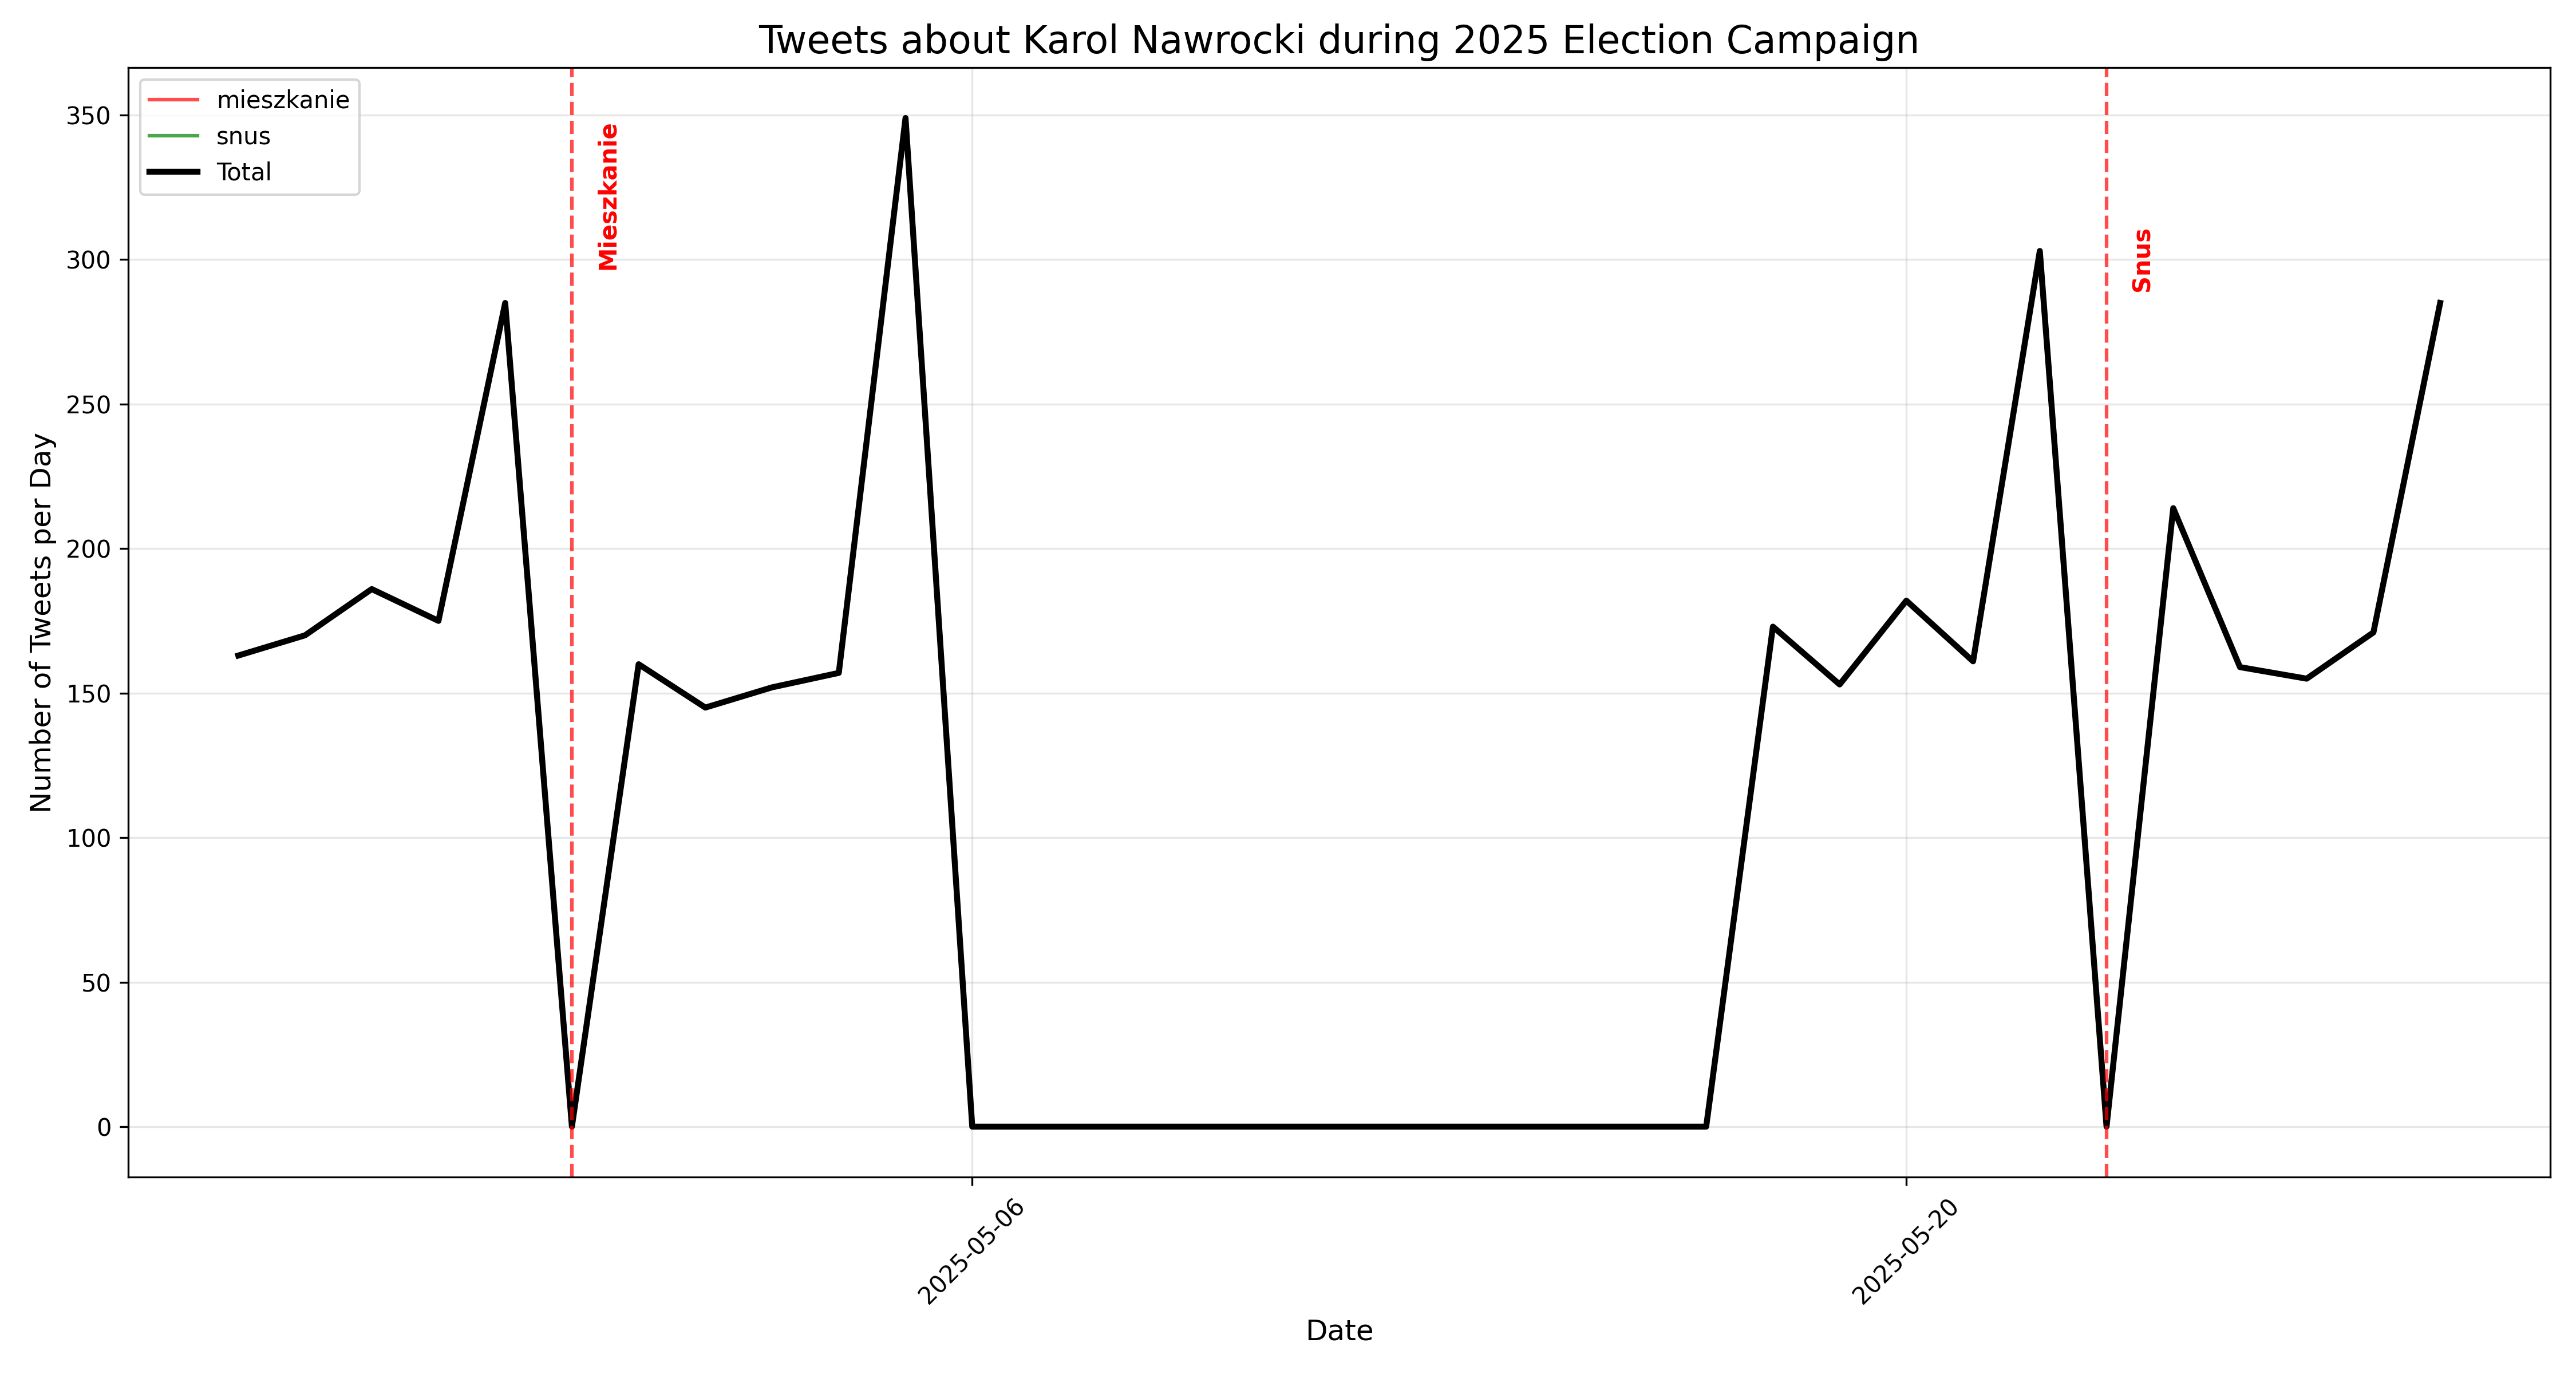 Tweets about Karol Nawrocki during 2025 Election Campaign
mieszkanie
snus
Total
Mieszkanie
Snus
Number of Tweets per Day
350
300
250
200
150
100
50
0
2025-05-06
2025-05-20
Date